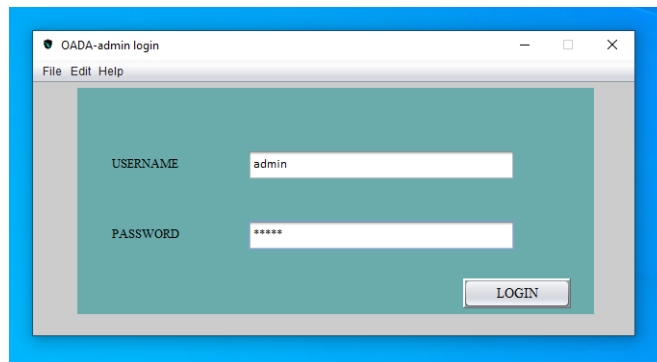 OADA-admin login
File Edit Help
USERNAME admin
PASSWORD *****
LOGIN